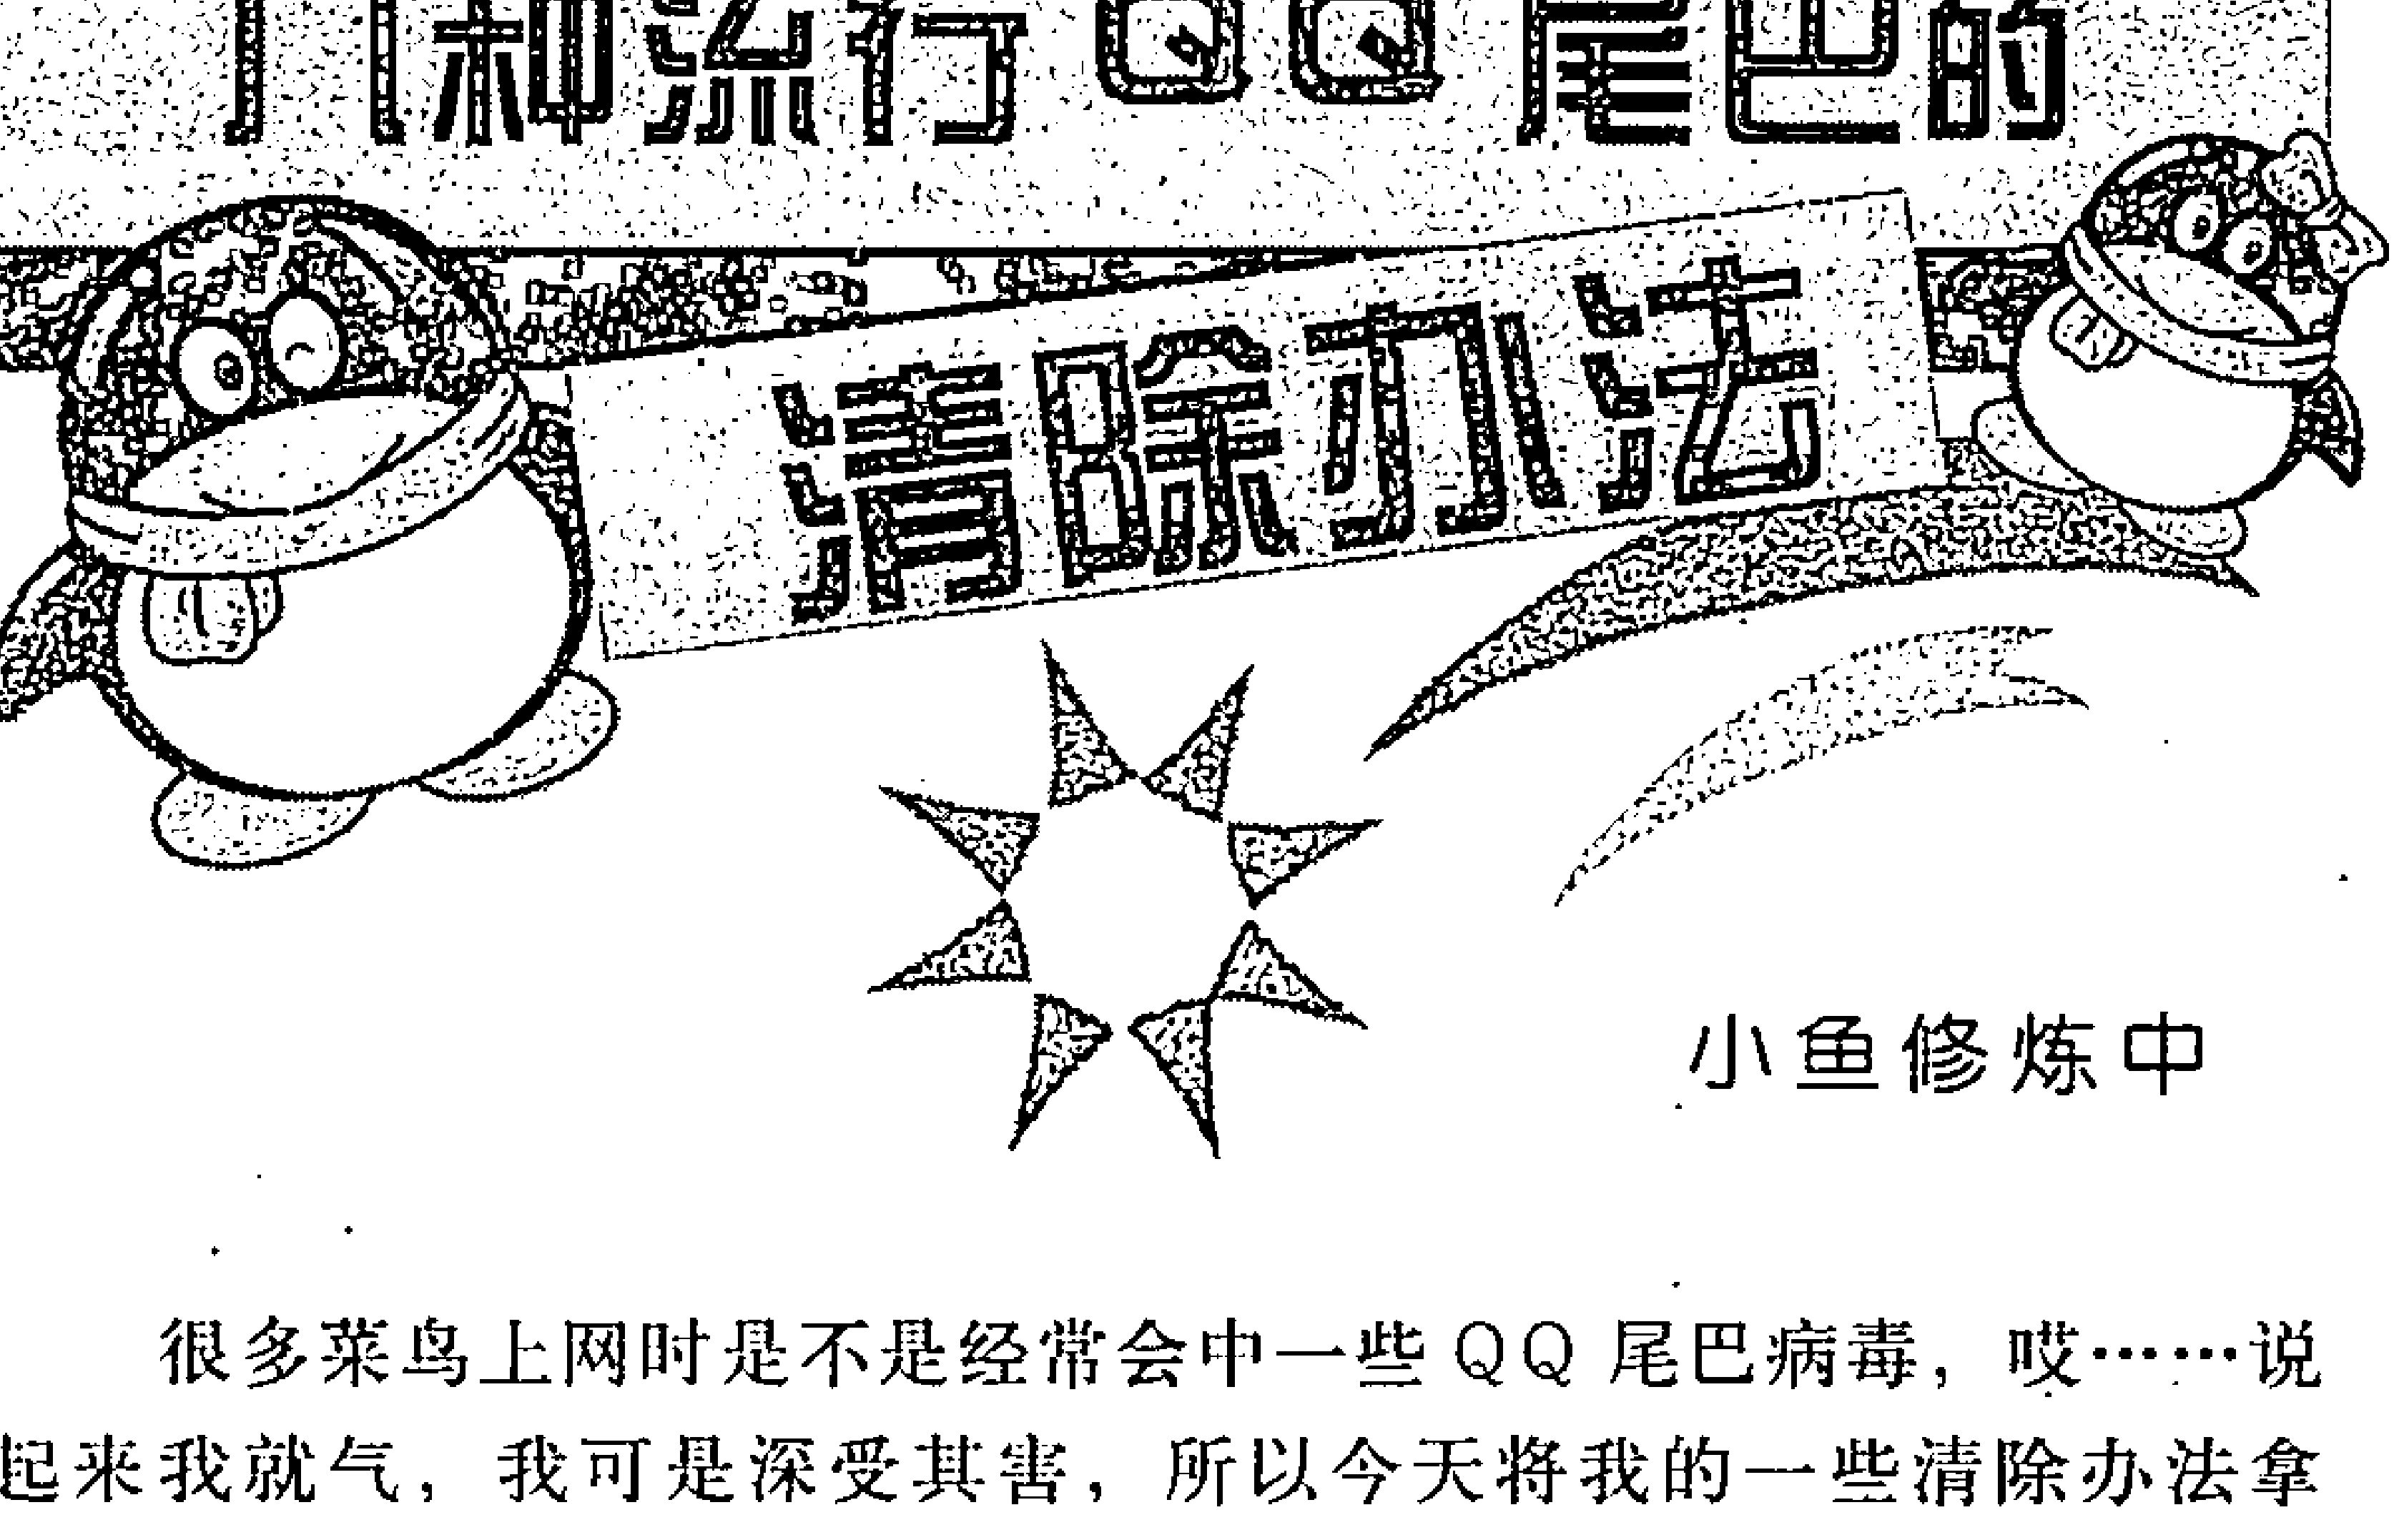 种流行QQ尾巴的
清除办法
小鱼修炼中
很多菜鸟上网时是不是经常会中一些QQ尾巴病毒，哎……说
起来我就气，我可是深受其害，所以今天将我的一些清除办法拿